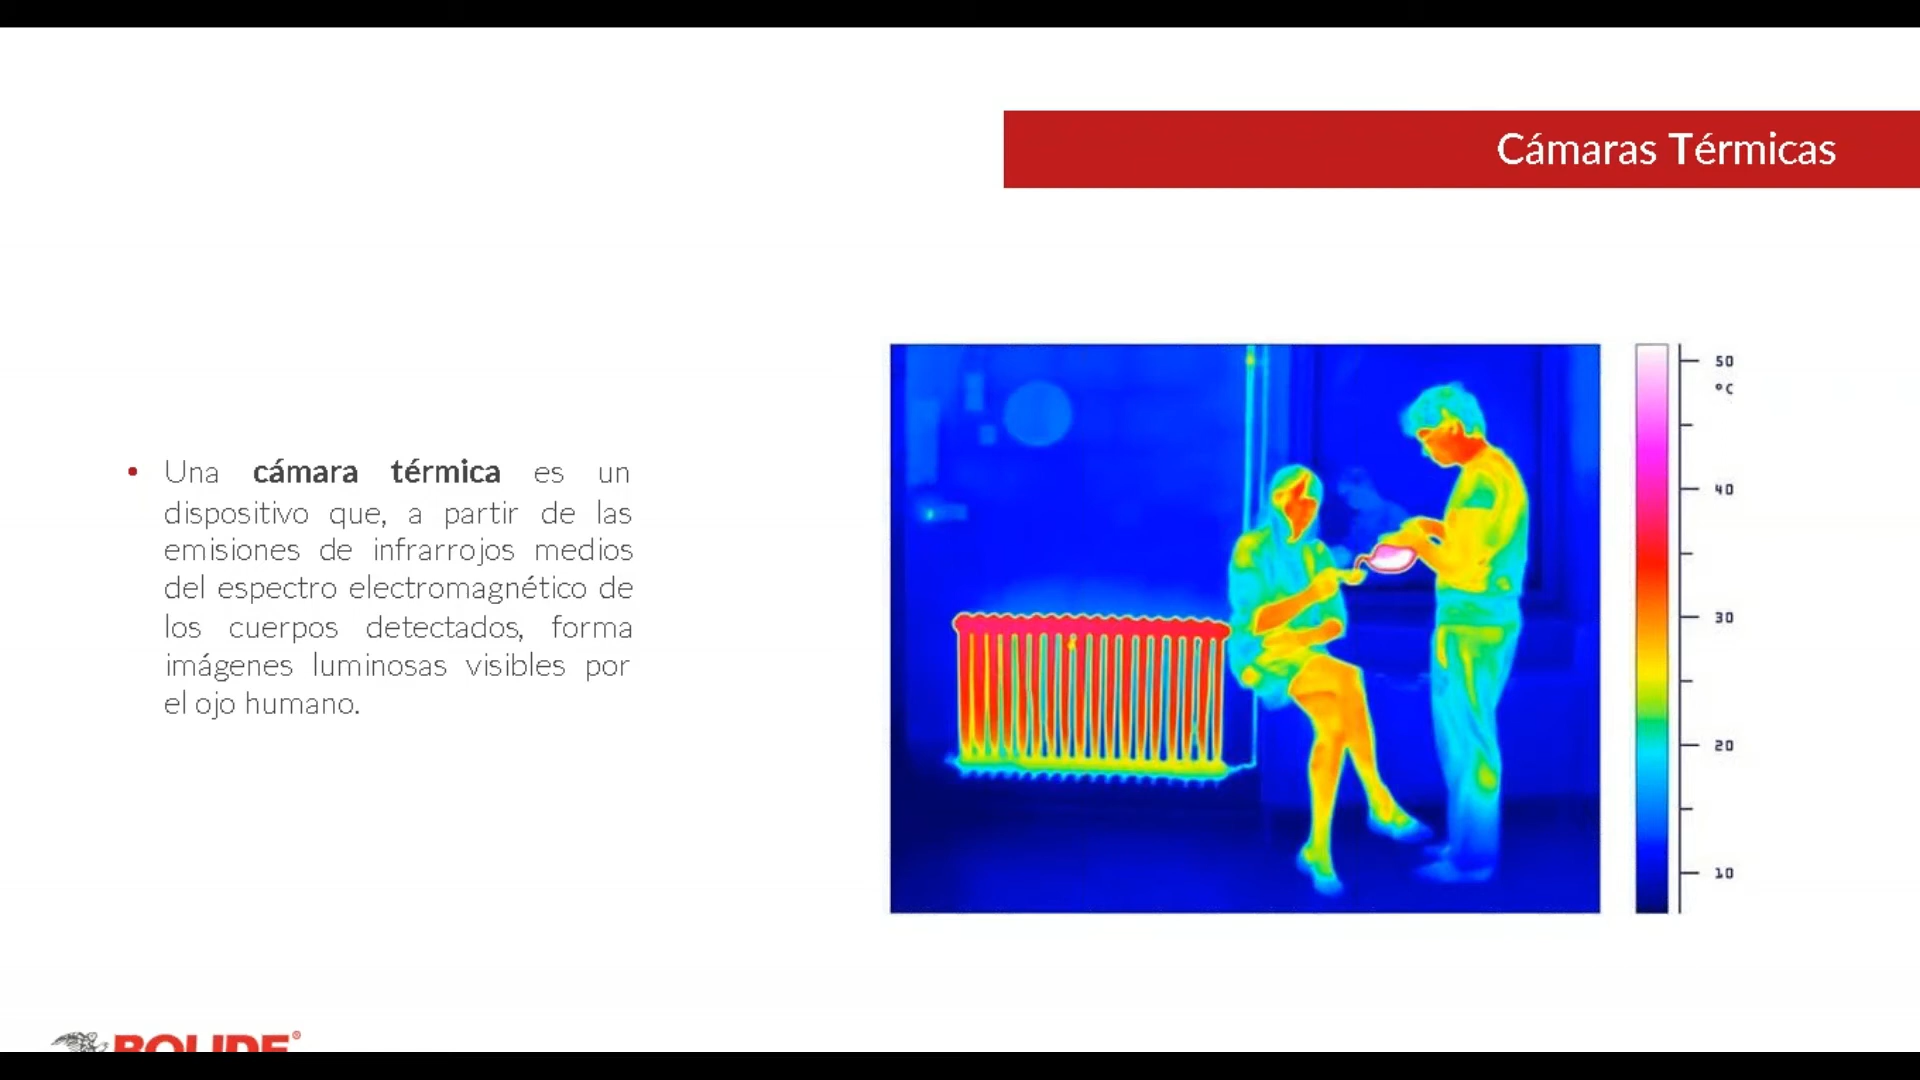 Cámaras Térmicas
• Una cámara térmica es un
dispositivo que, a partir de las
emisiones de infrarrojos medios
del espectro electromagnético de
los cuerpos detectados, forma
imágenes luminosas visibles por
el ojo humano.
50
°C
40
30
20
10
BOLIDE®